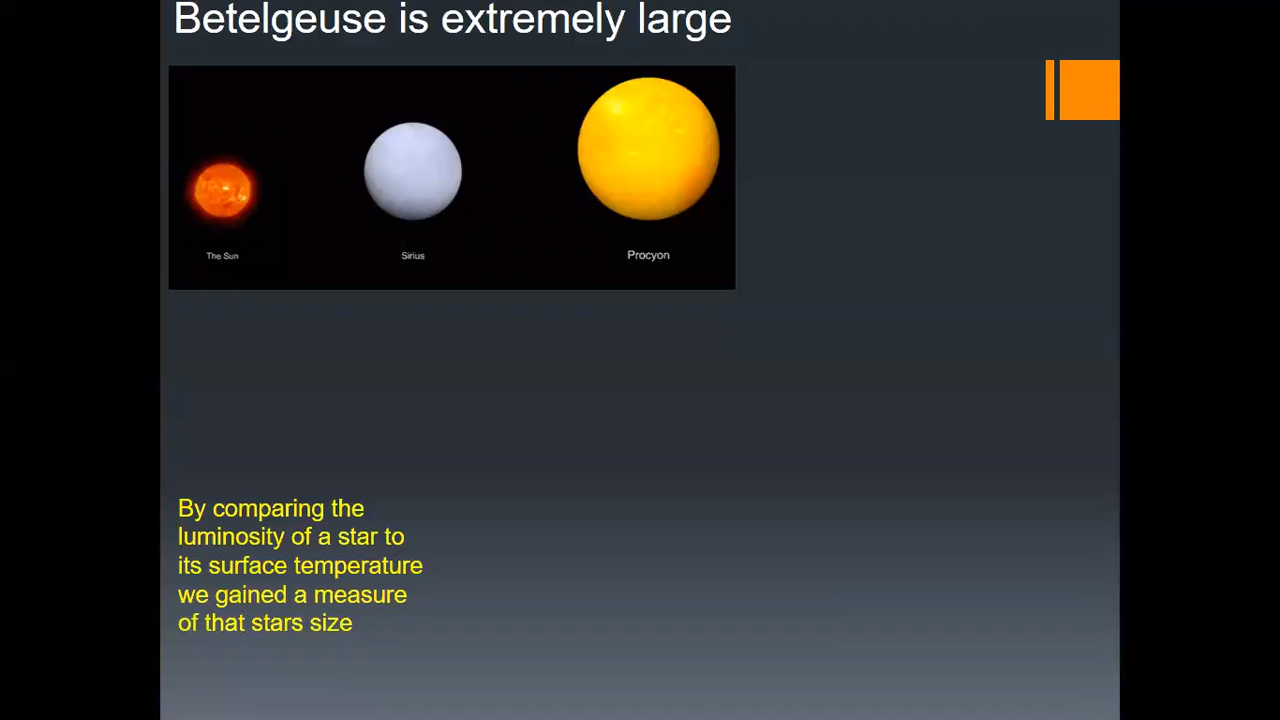 Betelgeuse is extremely large
The Sun
Sirius
Procyon
By comparing the
luminosity of a star to
its surface temperature
we gained a measure
of that stars size